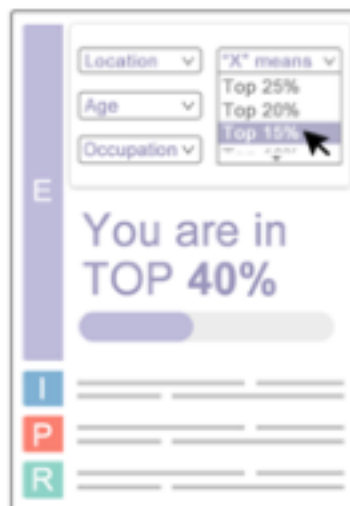 Location ∨ "X" means ∨
Top 25%
Age ∨ Top 20%
Top 15%
Occupation ∨
E
You are in
TOP 40%
I
P
R